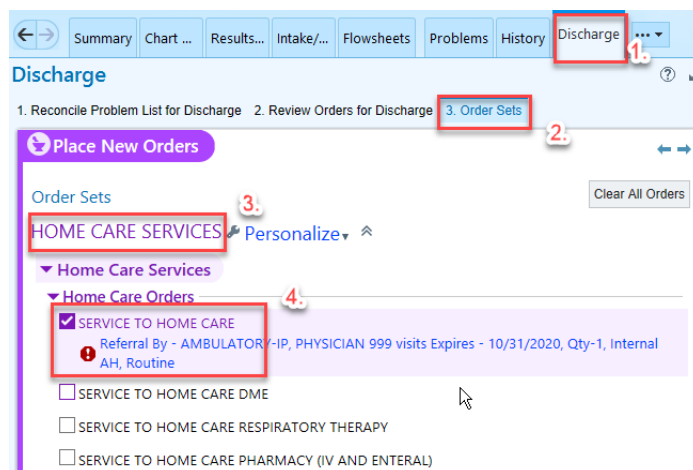 Summary Chart ... Results... Intake/... Flowsheets Problems History Discharge ...
1.
Discharge
1. Reconcile Problem List for Discharge 2. Review Orders for Discharge 3. Order Sets
2.
Place New Orders
Order Sets
Clear All Orders
3.
HOME CARE SERVICES Personalize
Home Care Services
Home Care Orders
4.
SERVICE TO HOME CARE
Referral By - AMBULATORY-IP, PHYSICIAN 999 visits Expires - 10/31/2020, Qty-1, Internal
AH, Routine
SERVICE TO HOME CARE DME
SERVICE TO HOME CARE RESPIRATORY THERAPY
SERVICE TO HOME CARE PHARMACY (IV AND ENTERAL)